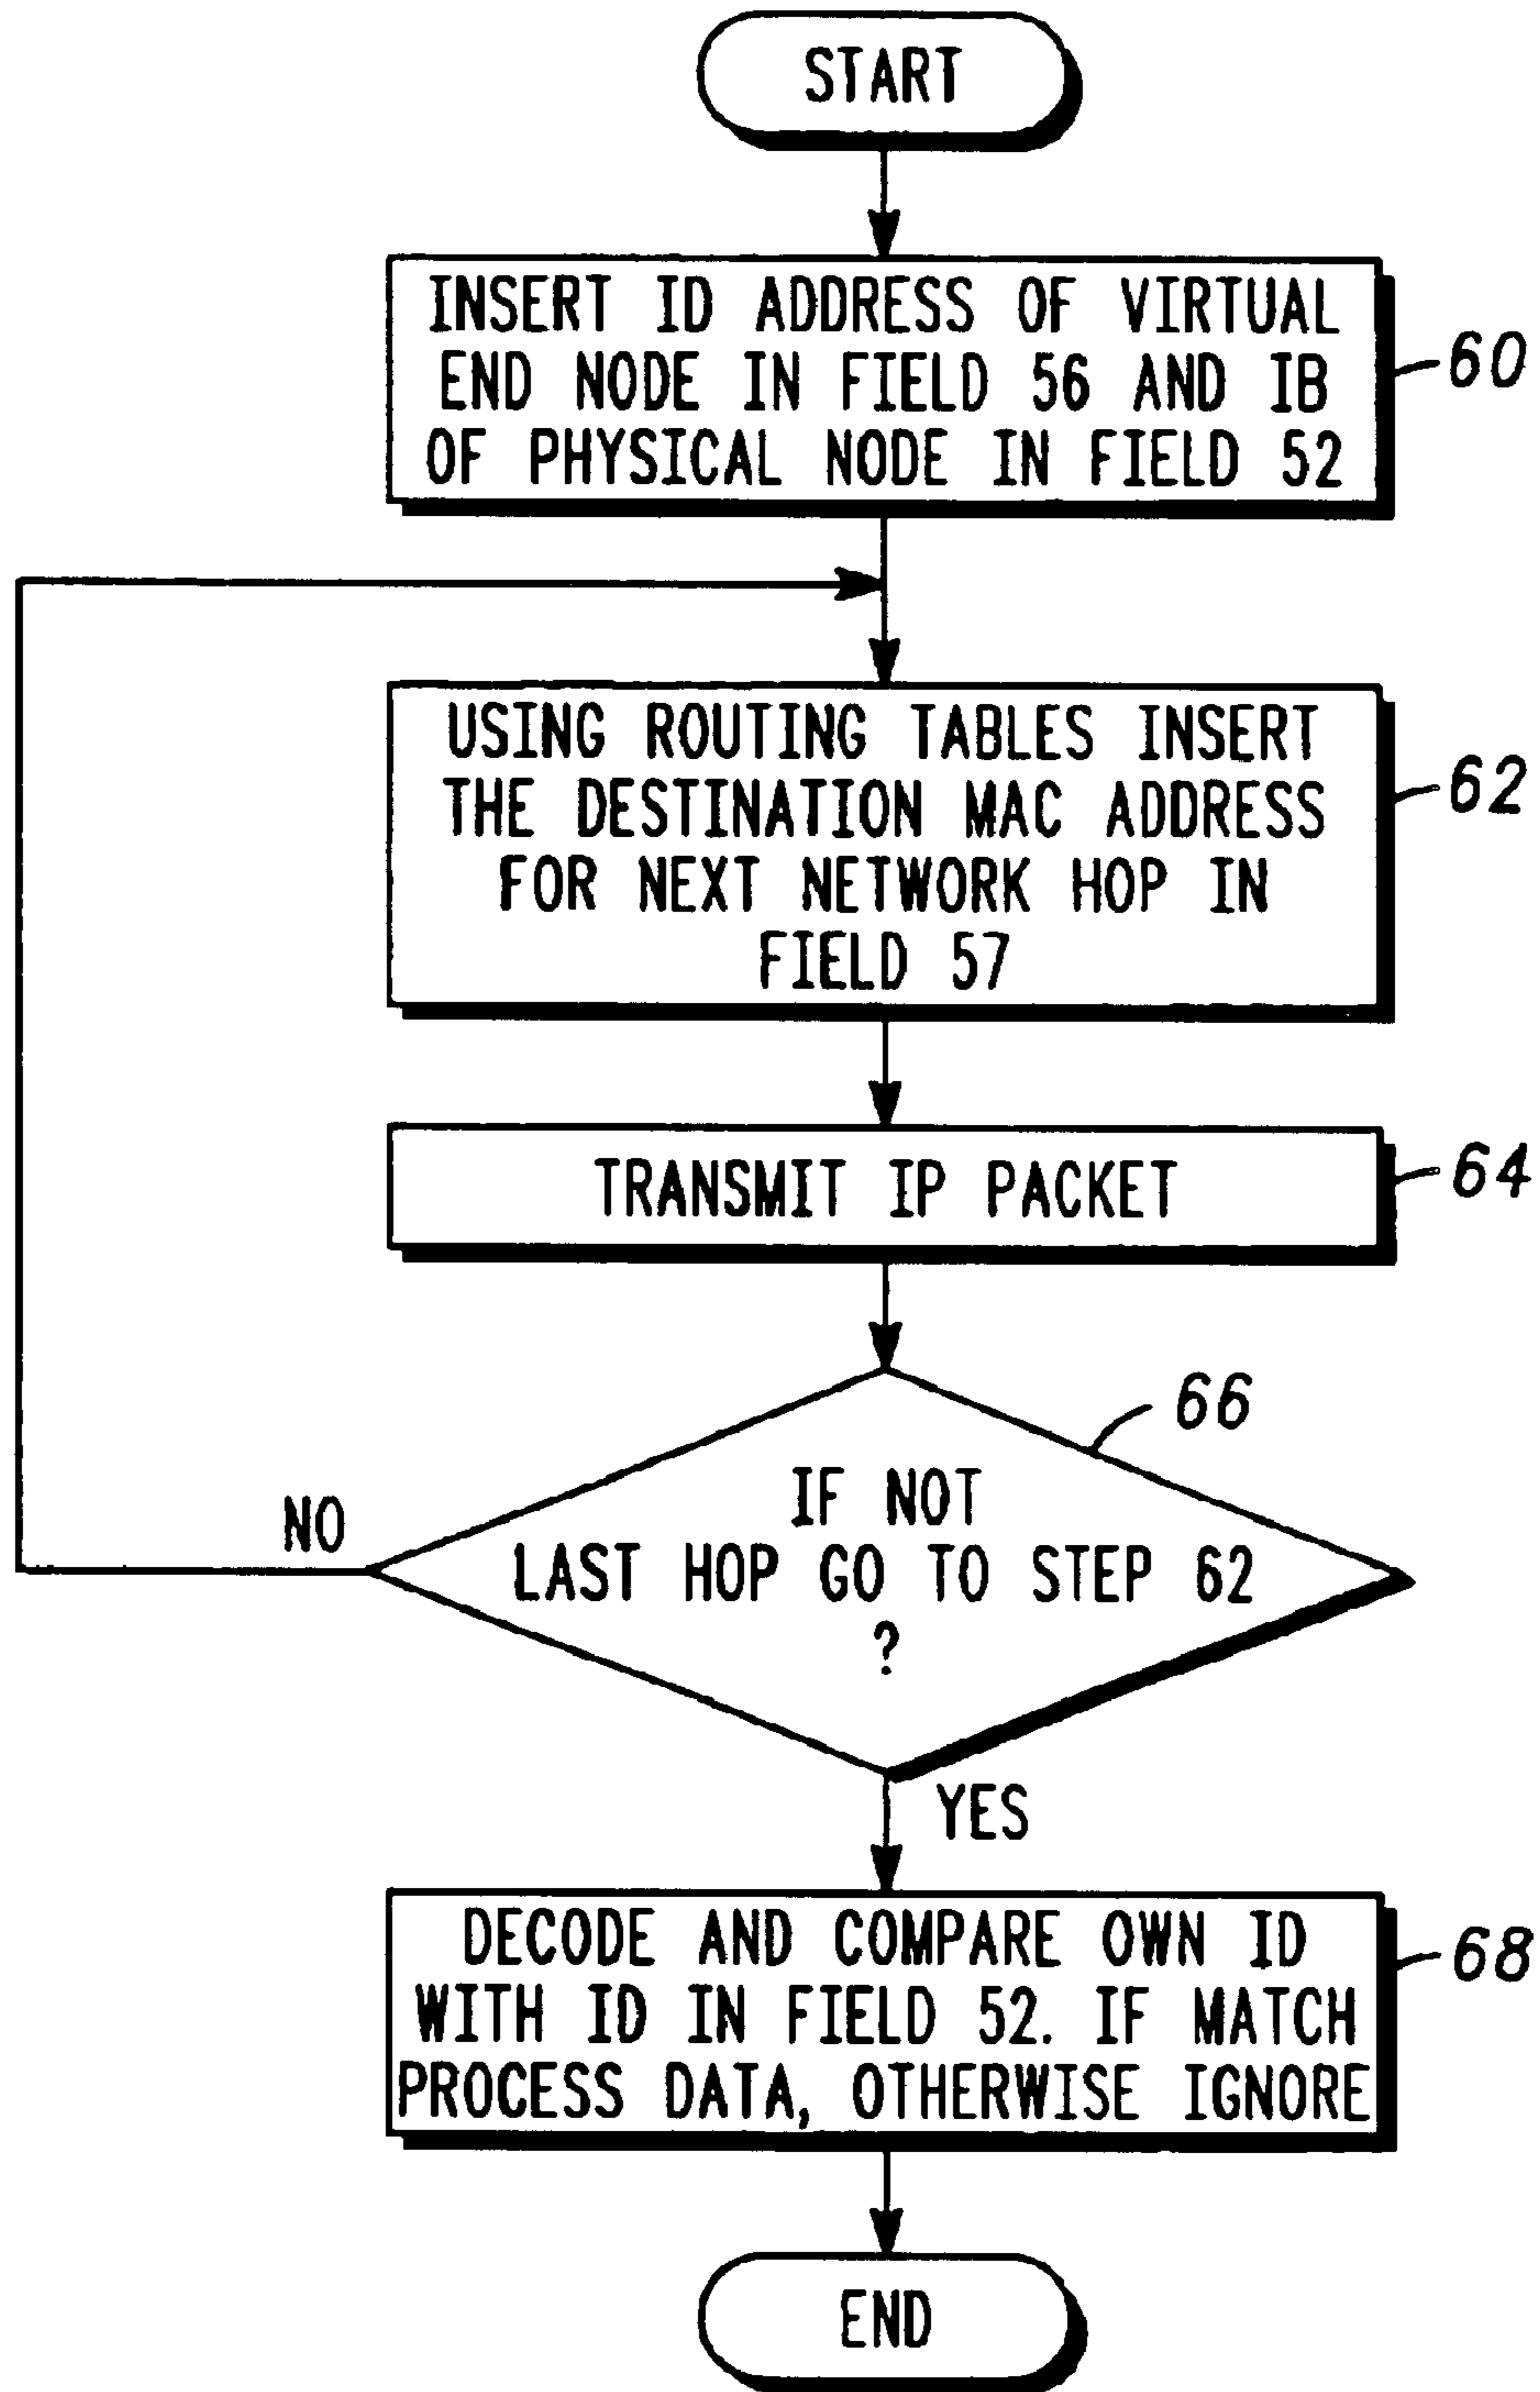 START
INSERT ID ADDRESS OF VIRTUAL
END NODE IN FIELD 56 AND IB
OF PHYSICAL NODE IN FIELD 52
60
USING ROUTING TABLES INSERT
THE DESTINATION MAC ADDRESS
FOR NEXT NETWORK HOP IN
FIELD 57
62
TRANSMIT IP PACKET
64
66
IF NOT
LAST HOP GO TO STEP 62
?
NO
YES
DECODE AND COMPARE OWN ID
WITH ID IN FIELD 52. IF MATCH
PROCESS DATA, OTHERWISE IGNORE
68
END